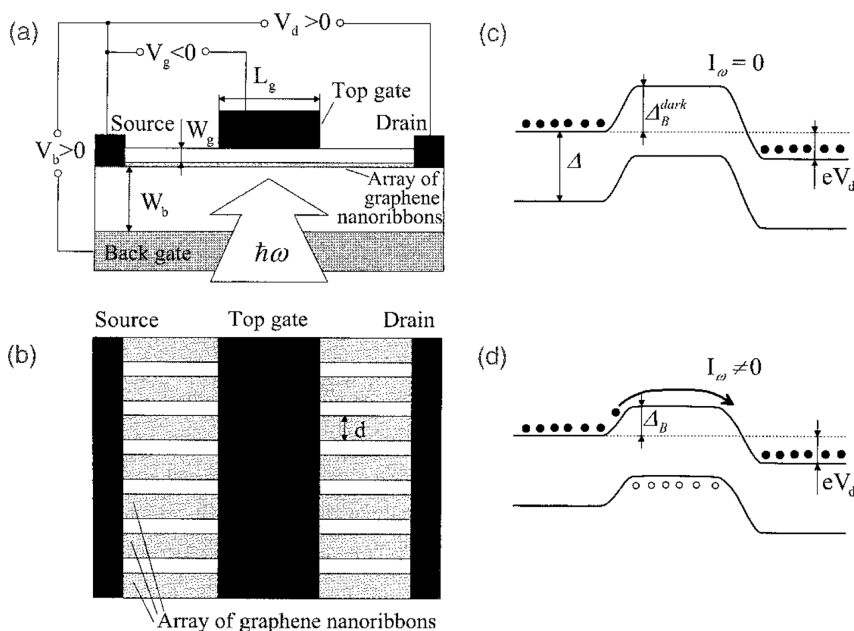 (a)
V_d >0
V_g<0
L_g
Top gate
Source
W_g
Drain
V_b>0
Array of
graphene
nanoribbons
W_b
Back gate
ħω
(b)
Source Top gate Drain
d
Array of graphene nanoribbons
(c)
I_ω = 0
Δ_B^dark
Δ
eV_d
(d)
I_ω ≠0
Δ_B
eV_d